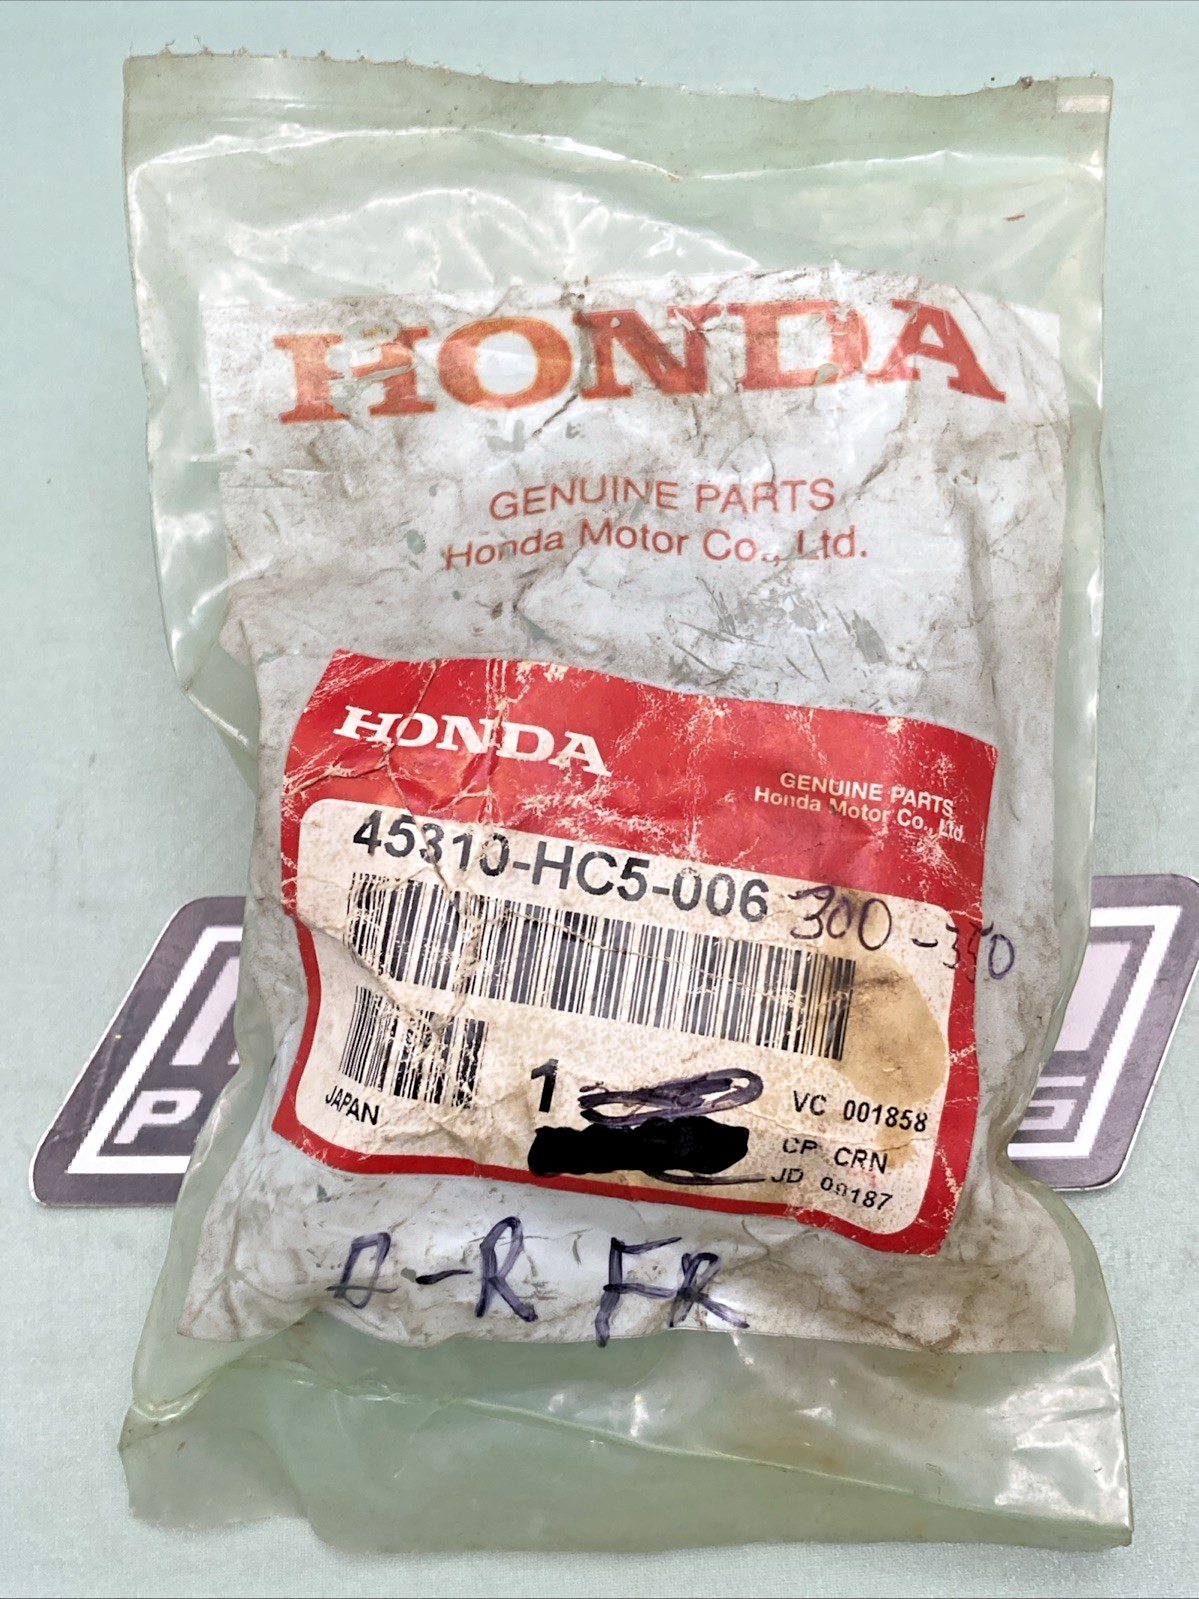 HONDA
GENUINE PARTS
Honda Motor Co., Ltd.
HONDA
GENUINE PARTS
Honda Motor Co., Ltd.
45310-HC5-006 300-350
1
JAPAN
VC 001858
CP CRN
JD 09187
R FR